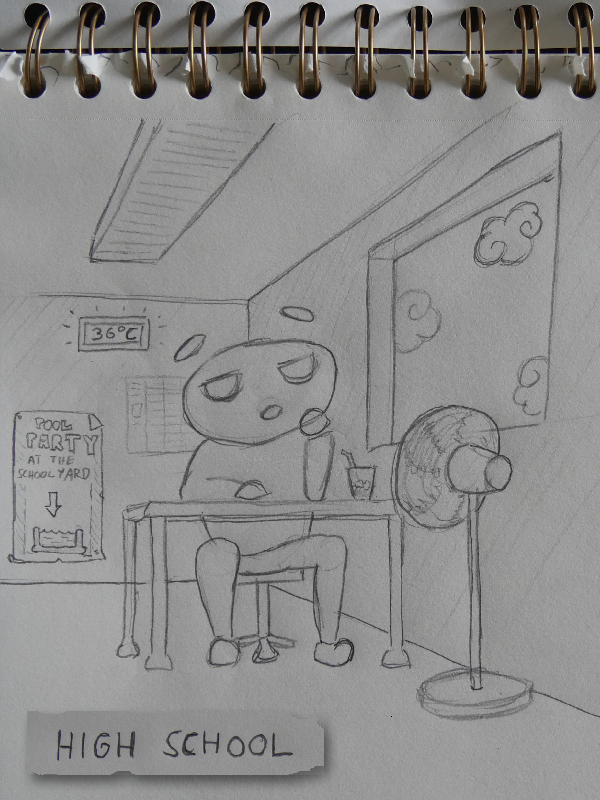 36°C
POOL
PARTY
AT THE
SCHOOLYARD
HIGH SCHOOL